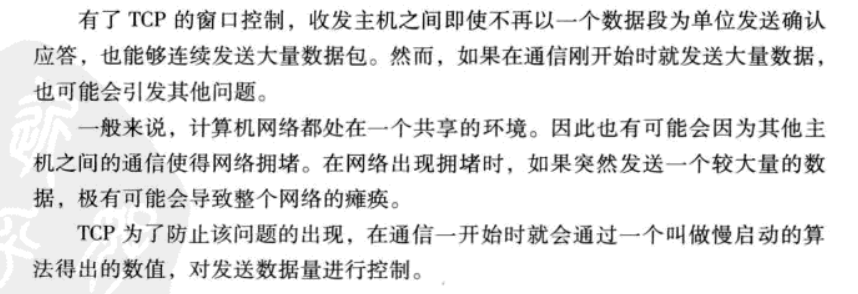 有了 TCP 的窗口控制，收发主机之间即使不再以一个数据段为单位发送确认
应答，也能够连续发送大量数据包。然而，如果在通信刚开始时就发送大量数据，
也可能会引发其他问题。
一般来说，计算机网络都处在一个共享的环境。因此也有可能会因为其他主
机之间的通信使得网络拥堵。在网络出现拥堵时，如果突然发送一个较大量的数
据，极有可能会导致整个网络的瘫痪。
TCP 为了防止该问题的出现，在通信一开始时就会通过一个叫做慢启动的算
法得出的数值，对发送数据量进行控制。